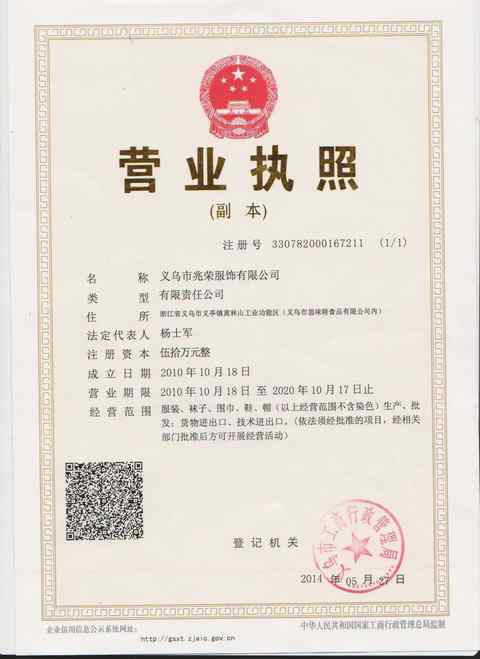 营业执照
(副 本)
注 册 号 330782000167211 (1/1)
名 称 义乌市兆荣服饰有限公司
类 型 有限责任公司
住 所 浙江省义乌市义亭镇黄林山工业功能区(义乌市恩味特食品有限公司内)
法定代表人 杨士军
注 册 资 本 伍拾万元整
成 立 日 期 2010 年 10 月 18 日
营 业 期 限 2010 年 10 月 18 日 至 2020 年 10 月 17 日止
经 营 范 围 服装、袜子、围巾、鞋、帽(以上经营范围不含染色)生产、批
发;货物进出口、技术进出口。(依法须经批准的项目,经相关
部门批准后方可开展经营活动)
登 记 机 关
义乌市工商行政管理局
2014 年 05 月 27 日
企业信用信息公示系统网址:
http://gsxt.zjaic.gov.cn
中华人民共和国国家工商行政管理总局监制